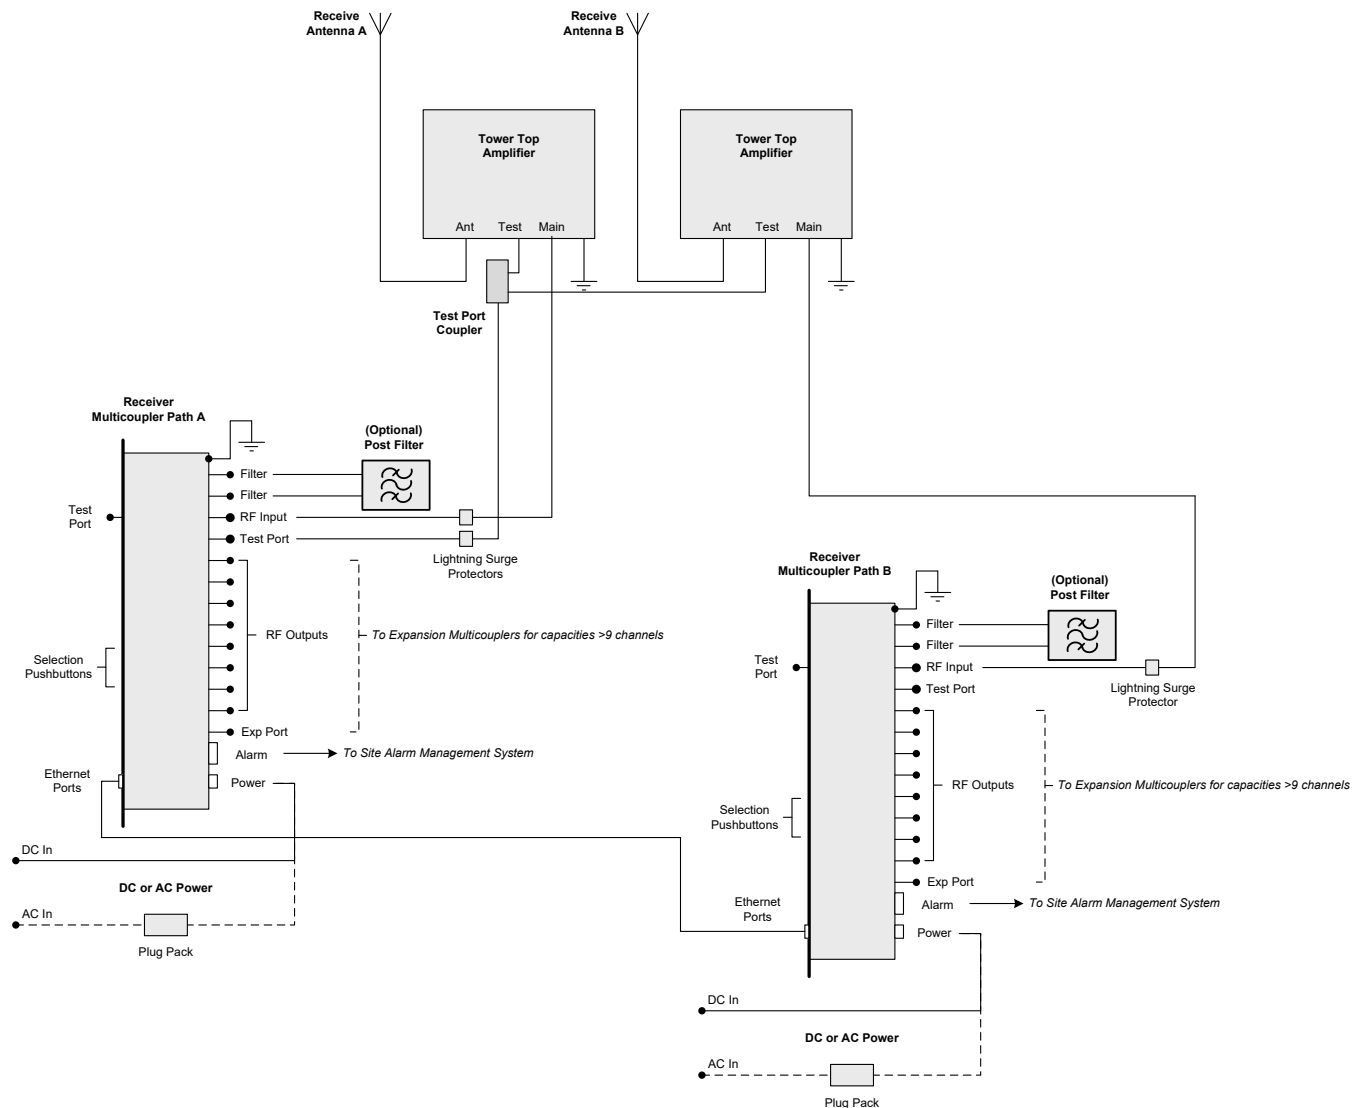 Receive
Antenna A
Receive
Antenna B
Tower Top
Amplifier
Ant Test Main
Tower Top
Amplifier
Ant Test Main
Test Port
Coupler
Receiver
Multicoupler Path A
(Optional)
Post Filter
Filter
Filter
RF Input
Test Port
Test
Port
Lightning Surge
Protectors
RF Outputs
To Expansion Multicouplers for capacities >9 channels
Selection
Pushbuttons
Exp Port
Alarm
To Site Alarm Management System
Ethernet
Ports
Power
DC In
DC or AC Power
AC In
Plug Pack
Receiver
Multicoupler Path B
(Optional)
Post Filter
Filter
Filter
RF Input
Test Port
Test
Port
Lightning Surge
Protector
RF Outputs
To Expansion Multicouplers for capacities >9 channels
Selection
Pushbuttons
Exp Port
Alarm
To Site Alarm Management System
Ethernet
Ports
Power
DC In
DC or AC Power
AC In
Plug Pack